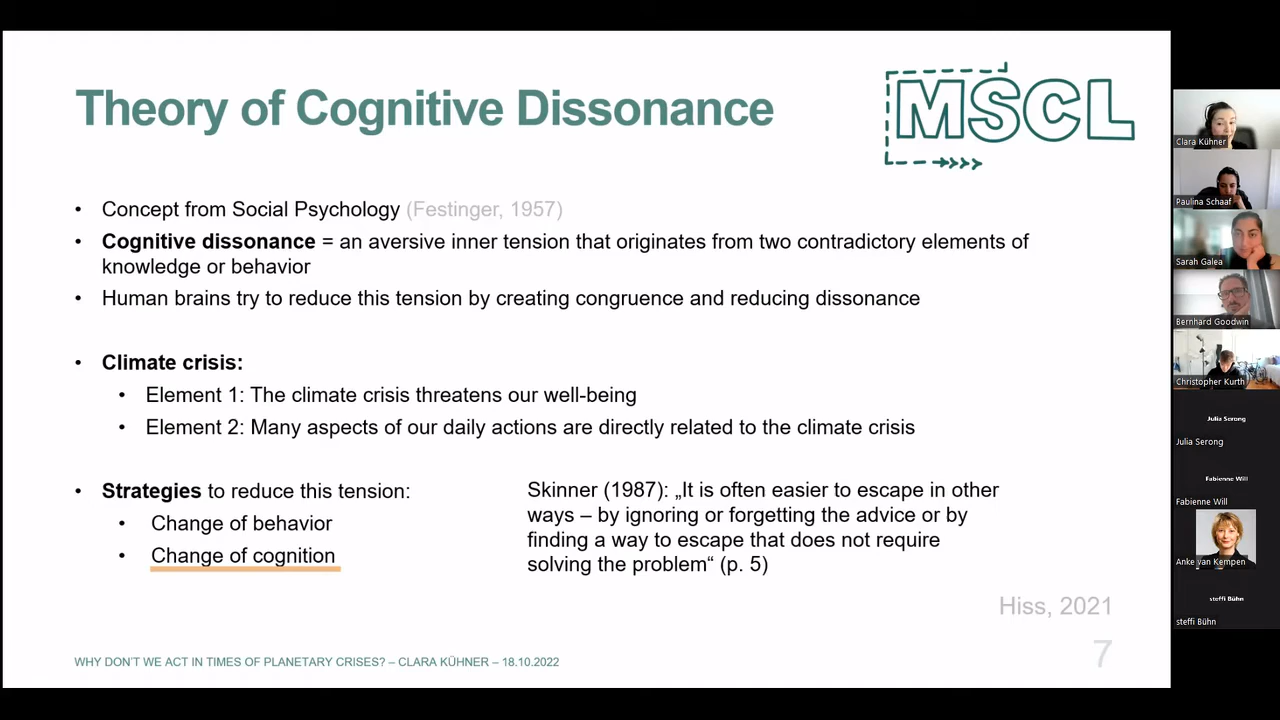 Theory of Cognitive Dissonance
MSCL
• Concept from Social Psychology (Festinger, 1957)
• Cognitive dissonance = an aversive inner tension that originates from two contradictory elements of
knowledge or behavior
• Human brains try to reduce this tension by creating congruence and reducing dissonance
• Climate crisis:
• Element 1: The climate crisis threatens our well-being
• Element 2: Many aspects of our daily actions are directly related to the climate crisis
• Strategies to reduce this tension:
• Change of behavior
• Change of cognition
Skinner (1987): „It is often easier to escape in other
ways – by ignoring or forgetting the advice or by
finding a way to escape that does not require
solving the problem“ (p. 5)
Hiss, 2021
WHY DON'T WE ACT IN TIMES OF PLANETARY CRISES? – CLARA KÜHNER – 18.10.2022
7
Clara Kühner
Paulina Schaaf
Sarah Galea
Bernhard Goodwin
Christopher Kurth
Julia Serong
Julia Serong
Fabienne Will
Fabienne Will
Anke van Kempen
steffi Bühn
steffi Bühn